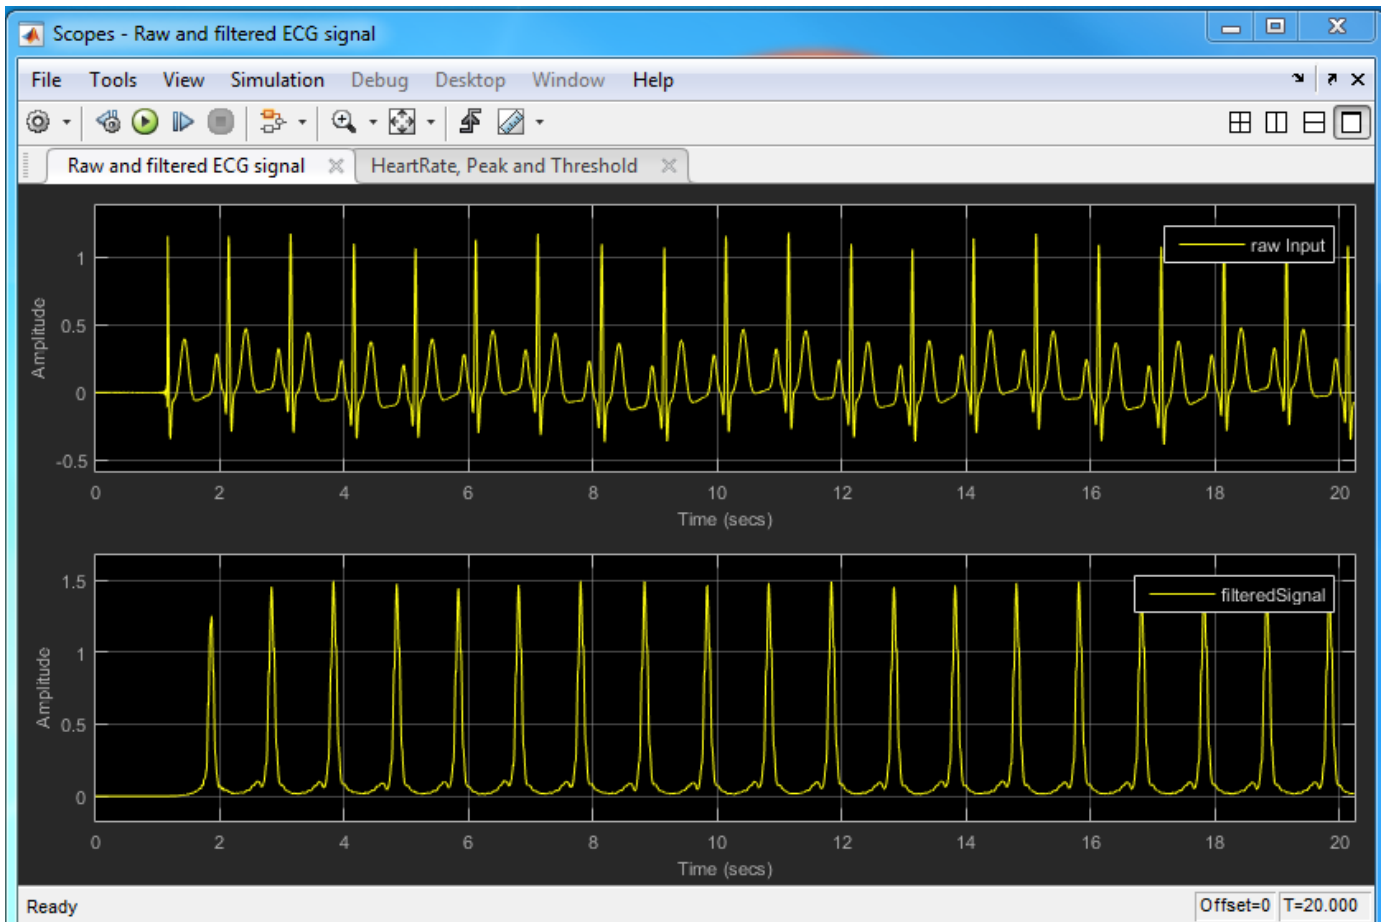 Scopes - Raw and filtered ECG signal
File Tools View Simulation Debug Desktop Window Help
Raw and filtered ECG signal HeartRate, Peak and Threshold
raw Input
1
0.5
0
-0.5
Amplitude
0 2 4 6 8 10 12 14 16 18 20
Time (secs)
filteredSignal
1.5
1
0.5
0
Amplitude
0 2 4 6 8 10 12 14 16 18 20
Time (secs)
Ready Offset=0 T=20.000